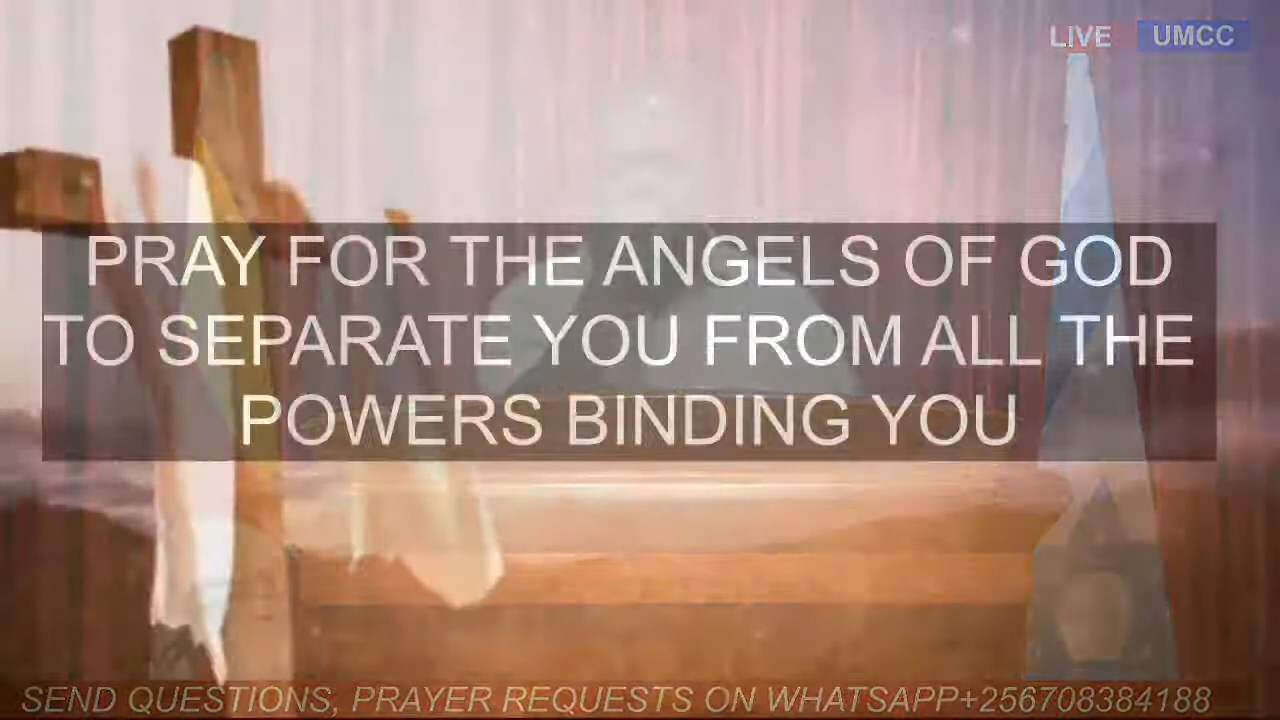 LIVE UMCC
PRAY FOR THE ANGELS OF GOD
TO SEPARATE YOU FROM ALL THE
POWERS BINDING YOU
SEND QUESTIONS; PRAYER REQUESTS ON WHATSAPP+256708384188